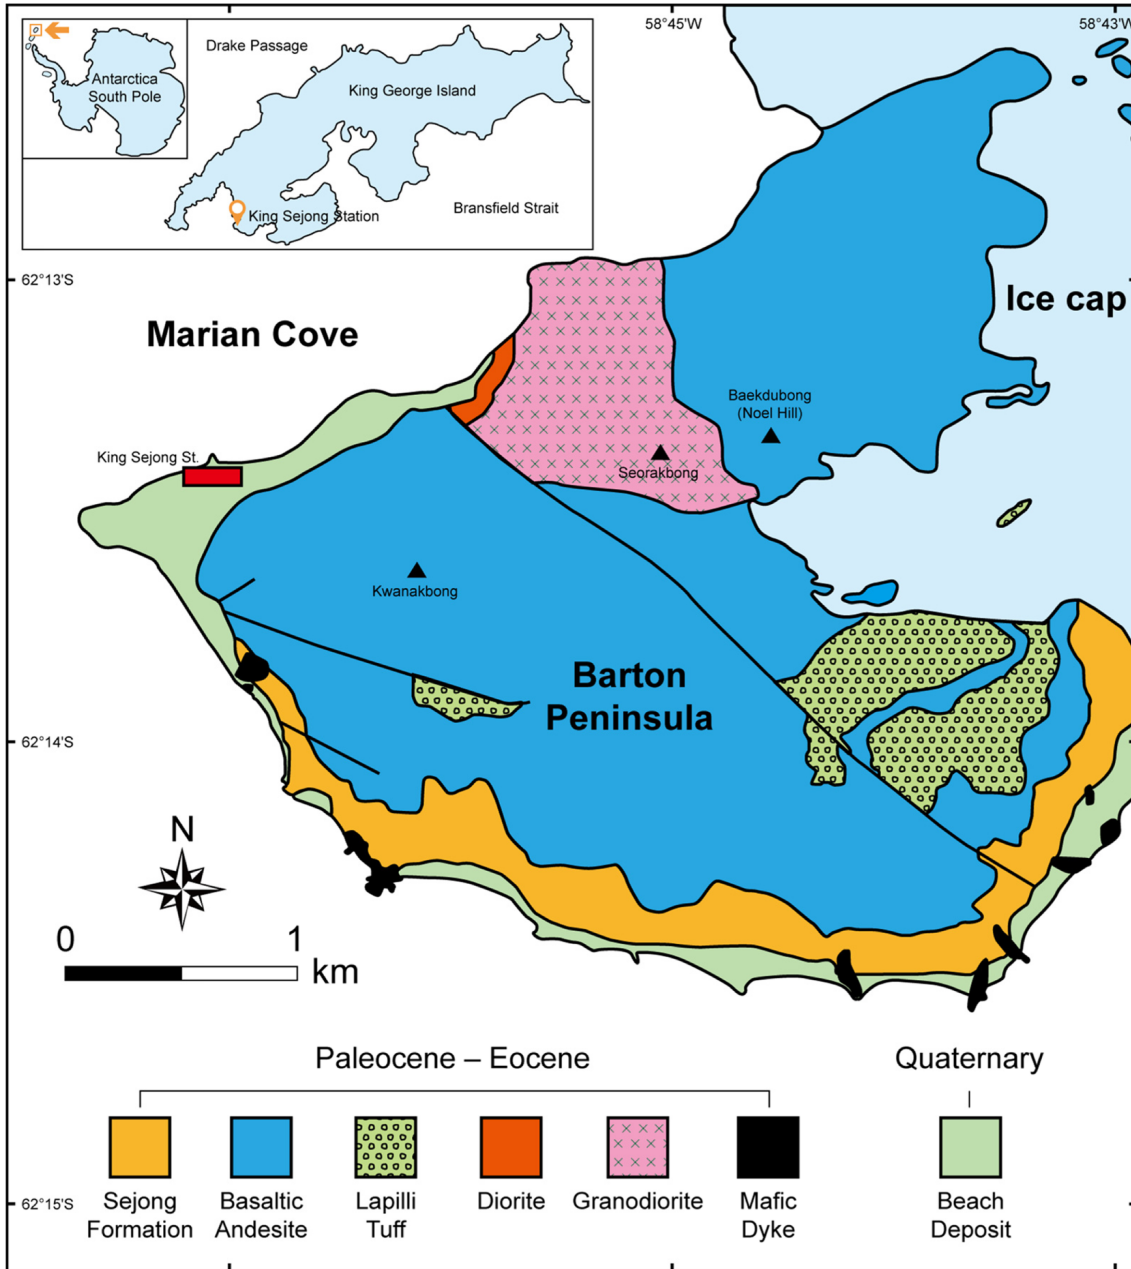 58°45'W
58°43'W
Drake Passage
Antarctica
South Pole
King George Island
King Sejong Station
Bransfield Strait
62°13'S
Ice cap
Marian Cove
Baekdubong
(Noel Hill)
King Sejong St.
Seorakbong
Kwanakbong
Barton
Peninsula
62°14'S
N
0 1
km
Paleocene – Eocene
Quaternary
62°15'S
Sejong
Formation
Basaltic
Andesite
Lapilli
Tuff
Diorite
Granodiorite
Mafic
Dyke
Beach
Deposit